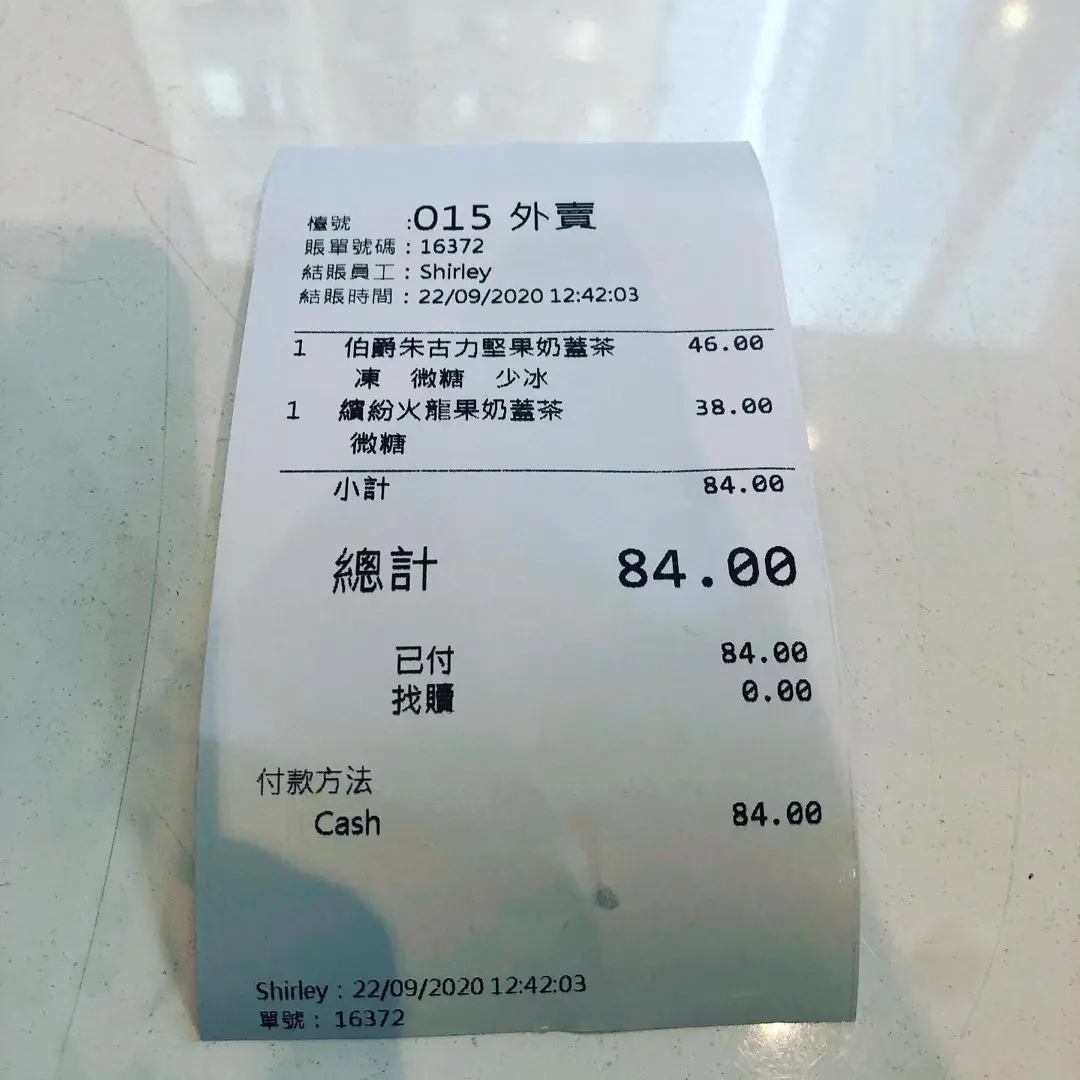 檯號 :015 外賣
賬單號碼 : 16372
結賬員工 : Shirley
結賬時間 : 22/09/2020 12:42:03
1 伯爵朱古力堅果奶蓋茶 46.00
凍 微糖 少冰
1 繽紛火龍果奶蓋茶 38.00
微糖
小計 84.00
總計 84.00
已付 84.00
找贖 0.00
付款方法
Cash 84.00
Shirley : 22/09/2020 12:42:03
單號 : 16372